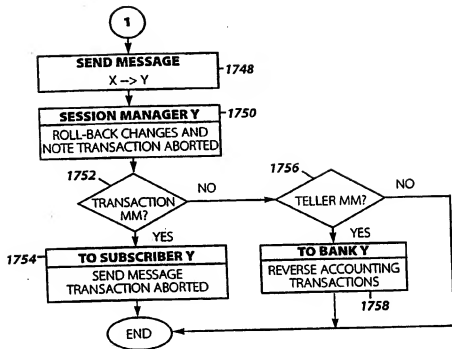 1
SEND MESSAGE
X --> Y
1748
SESSION MANAGER Y
1750
ROLL-BACK CHANGES AND
NOTE TRANSACTION ABORTED
1752
1756
TRANSACTION
MM?
NO
TELLER MM?
NO
YES
YES
1754
TO SUBSCRIBER Y
SEND MESSAGE
TRANSACTION ABORTED
TO BANK Y
REVERSE ACCOUNTING
TRANSACTIONS
1758
END